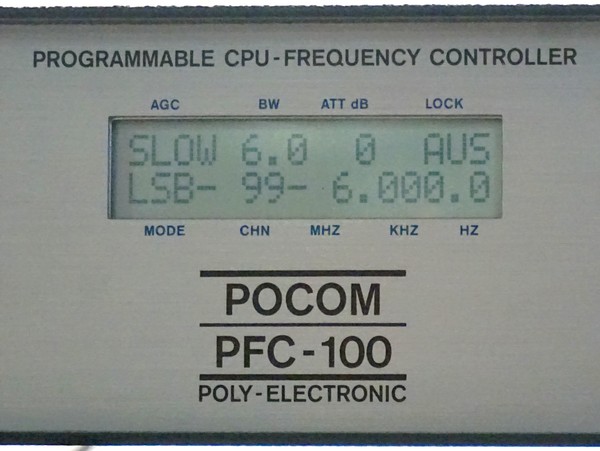 PROGRAMMABLE CPU-FREQUENCY CONTROLLER
AGC BW ATT dB LOCK
SLOW 6.0 0 AUS
LSB- 99- 6.000.0
MODE CHN MHZ KHZ HZ
POCOM
PFC-100
POLY-ELECTRONIC